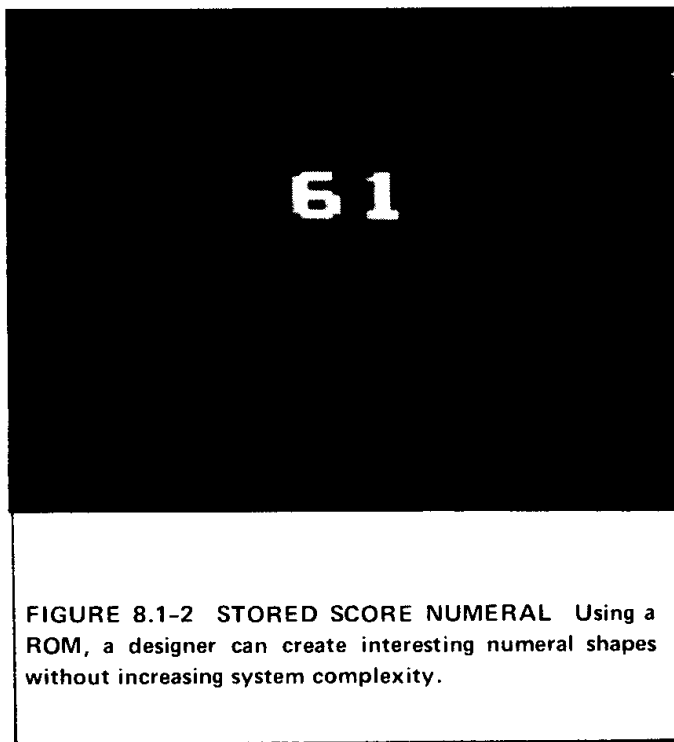 61
FIGURE 8.1-2 STORED SCORE NUMERAL Using a
ROM, a designer can create interesting numeral shapes
without increasing system complexity.